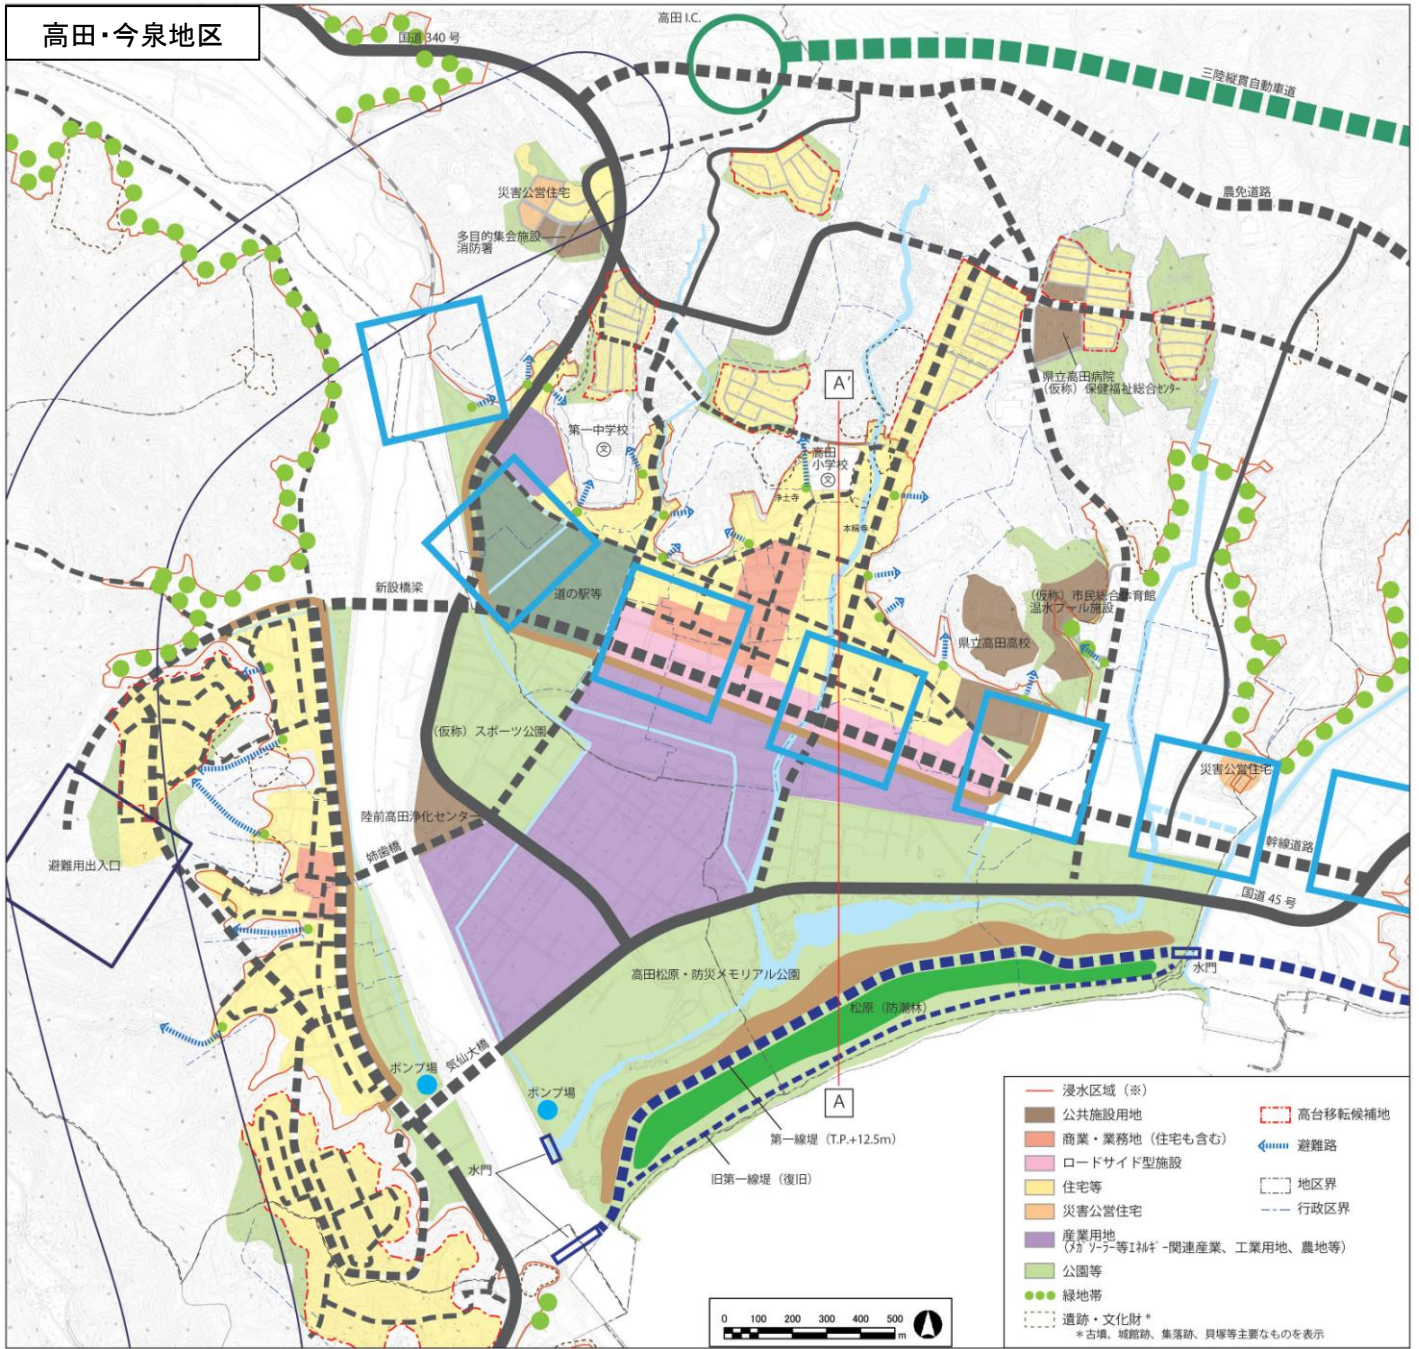 高田・今泉地区
高田 I.C.
国道 340 号
三陸縦貫自動車道
農免道路
災害公営住宅
多目的集会施設
消防署
A'
県立高田病院
(仮称) 保健福祉総合センター
第一中学校
文
高田
小学校
文
浄土寺
本稱寺
新設橋梁
道の駅等
(仮称) 市民総合体育館
温水プール施設
県立高田高校
(仮称) スポーツ公園
災害公営住宅
陸前高田浄化センター
姉歯橋
幹線道路
避難用出入口
国道 45 号
高田松原・防災メモリアル公園
水門
松原 (防潮林)
気仙大橋
ポンプ場
ポンプ場
A
第一線堤 (T.P.+12.5m)
旧第一線堤 (復旧)
水門
浸水区域 (※)
公共施設用地
商業・業務地 (住宅も含む)
ロードサイド型施設
住宅等
災害公営住宅
産業用地
(メガソーラー等エネルギー関連産業、工業用地、農地等)
公園等
緑地帯
遺跡・文化財 *
*古墳、城館跡、集落跡、貝塚等主要なものを表示
高台移転候補地
避難路
地区界
行政区界
0 100 200 300 400 500
m